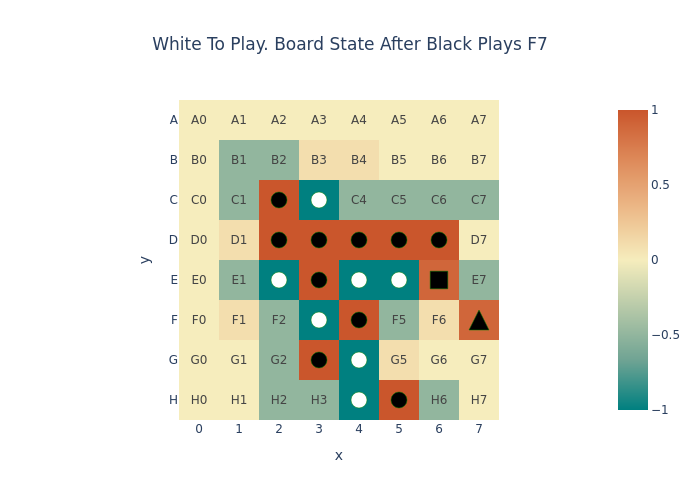 White To Play. Board State After Black Plays F7
A A0 A1 A2 A3 A4 A5 A6 A7
B B0 B1 B2 B3 B4 B5 B6 B7
C C0 C1 C4 C5 C6 C7
D D0 D1 D7
E E0 E1 E7
F F0 F1 F2 F5 F6
G G0 G1 G2 G5 G6 G7
H H0 H1 H2 H3 H6 H7
0 1 2 3 4 5 6 7
x
y
1
0.5
0
−0.5
−1